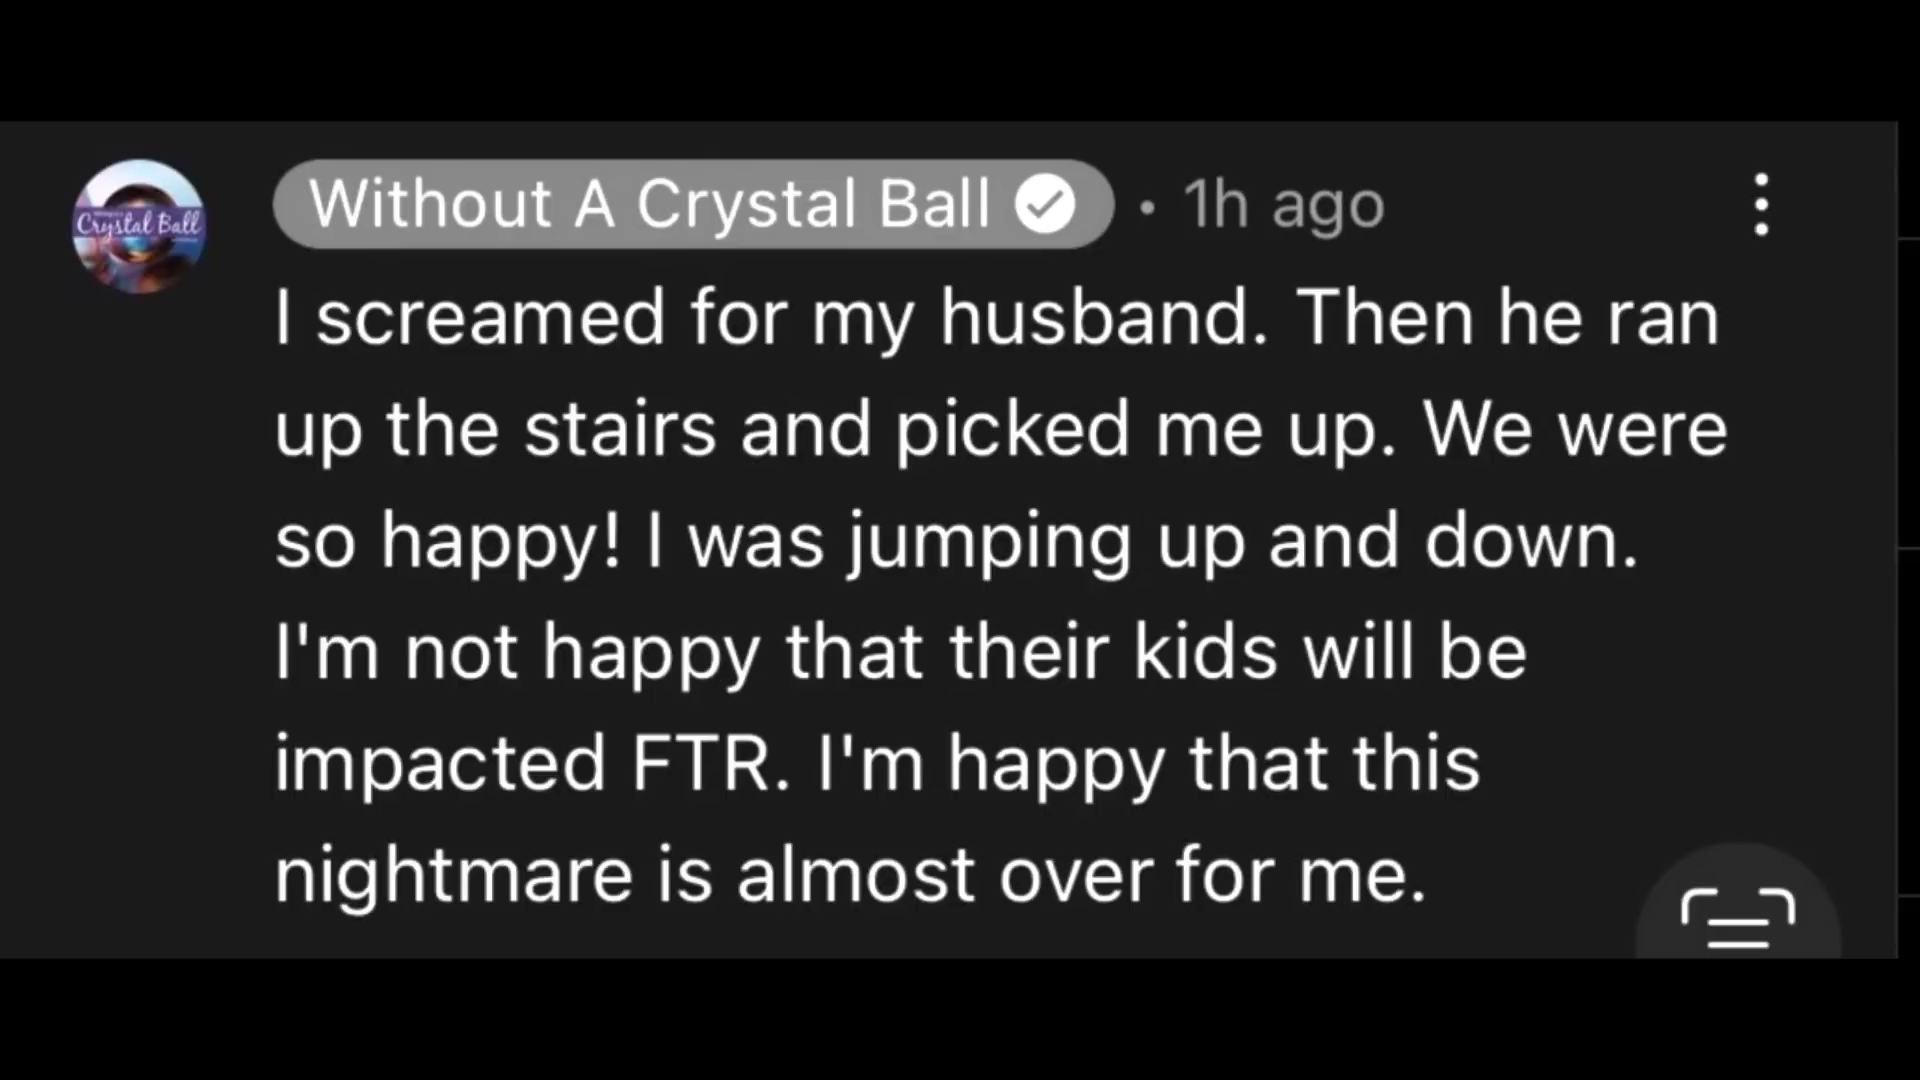 Crystal Ball
Without A Crystal Ball • 1h ago
I screamed for my husband. Then he ran
up the stairs and picked me up. We were
so happy! I was jumping up and down.
I'm not happy that their kids will be
impacted FTR. I'm happy that this
nightmare is almost over for me.